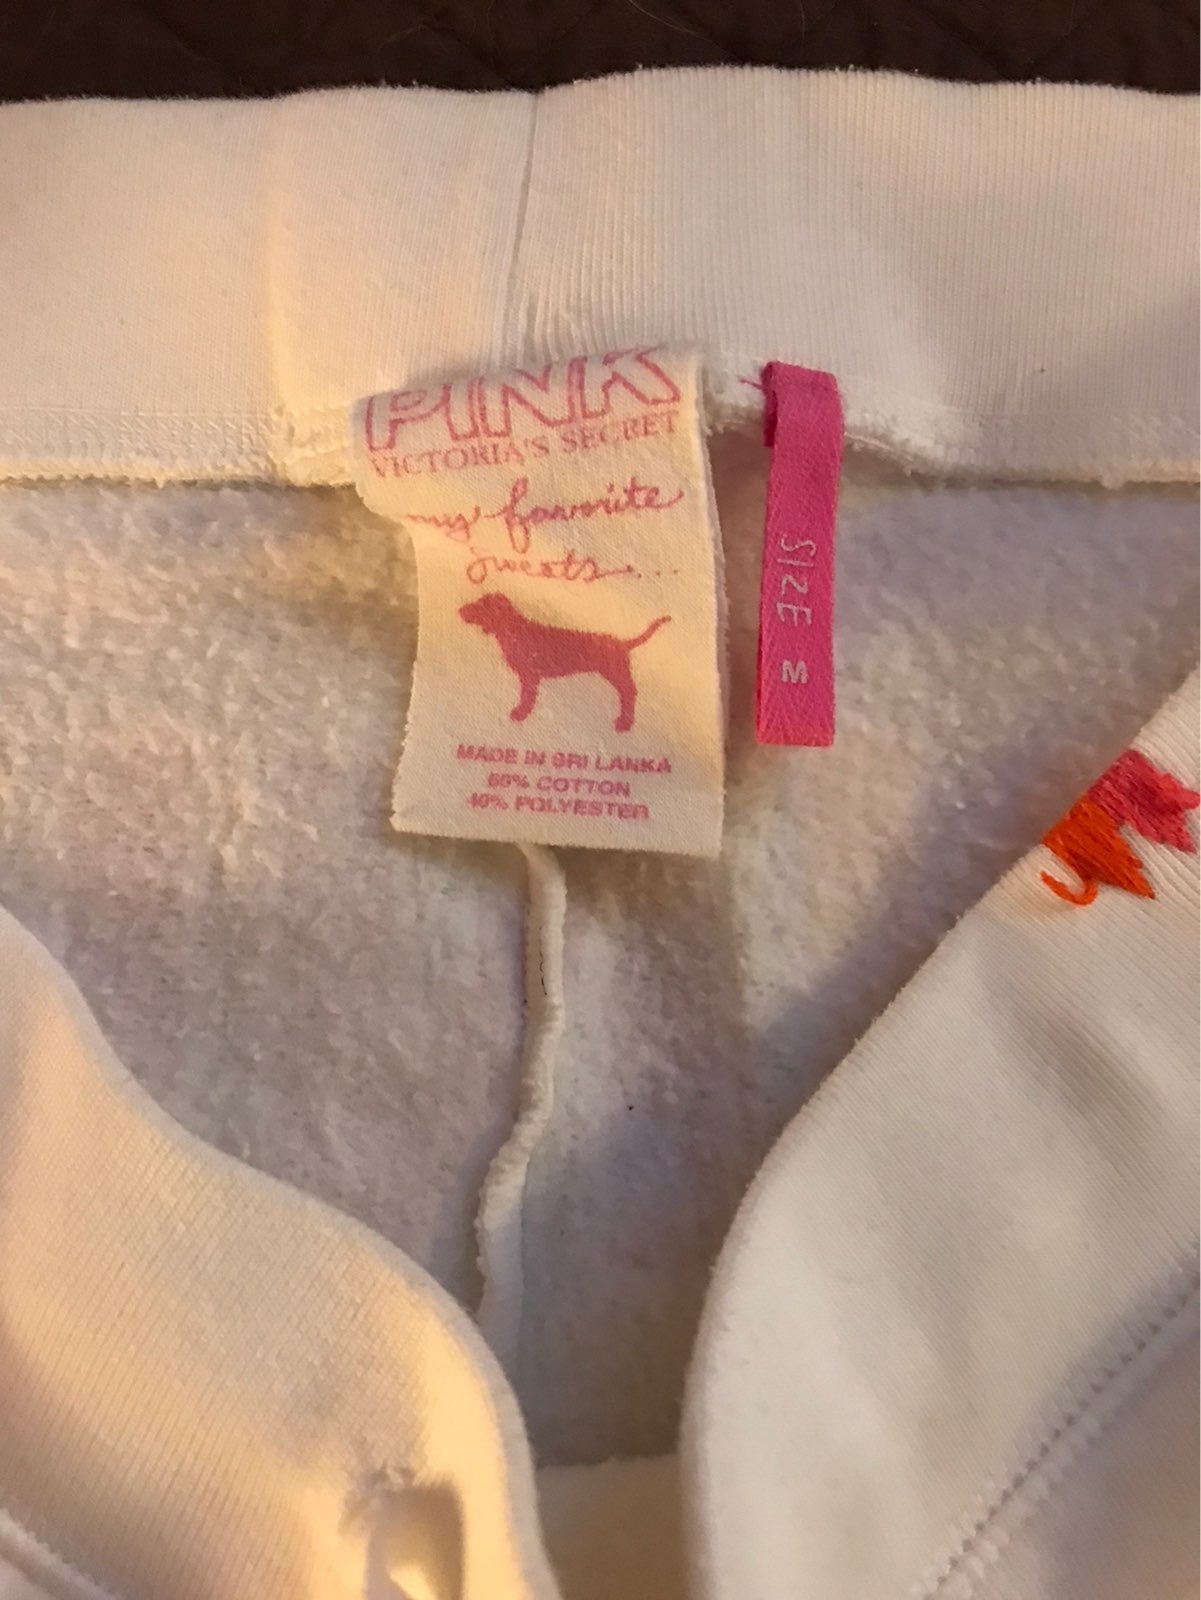 PINK
VICTORIA'S SECRET
my favorite
sweats...
MADE IN SRI LANKA
60% COTTON
40% POLYESTER
SIZE M